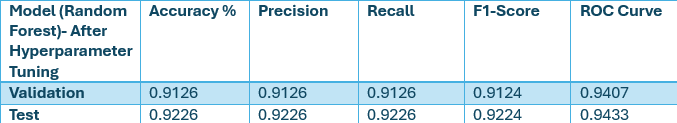 Model (Random Accuracy % Precision Recall F1-Score ROC Curve
Forest)- After
Hyperparameter
Tuning
Validation 0.9126 0.9126 0.9126 0.9124 0.9407
Test 0.9226 0.9226 0.9226 0.9224 0.9433